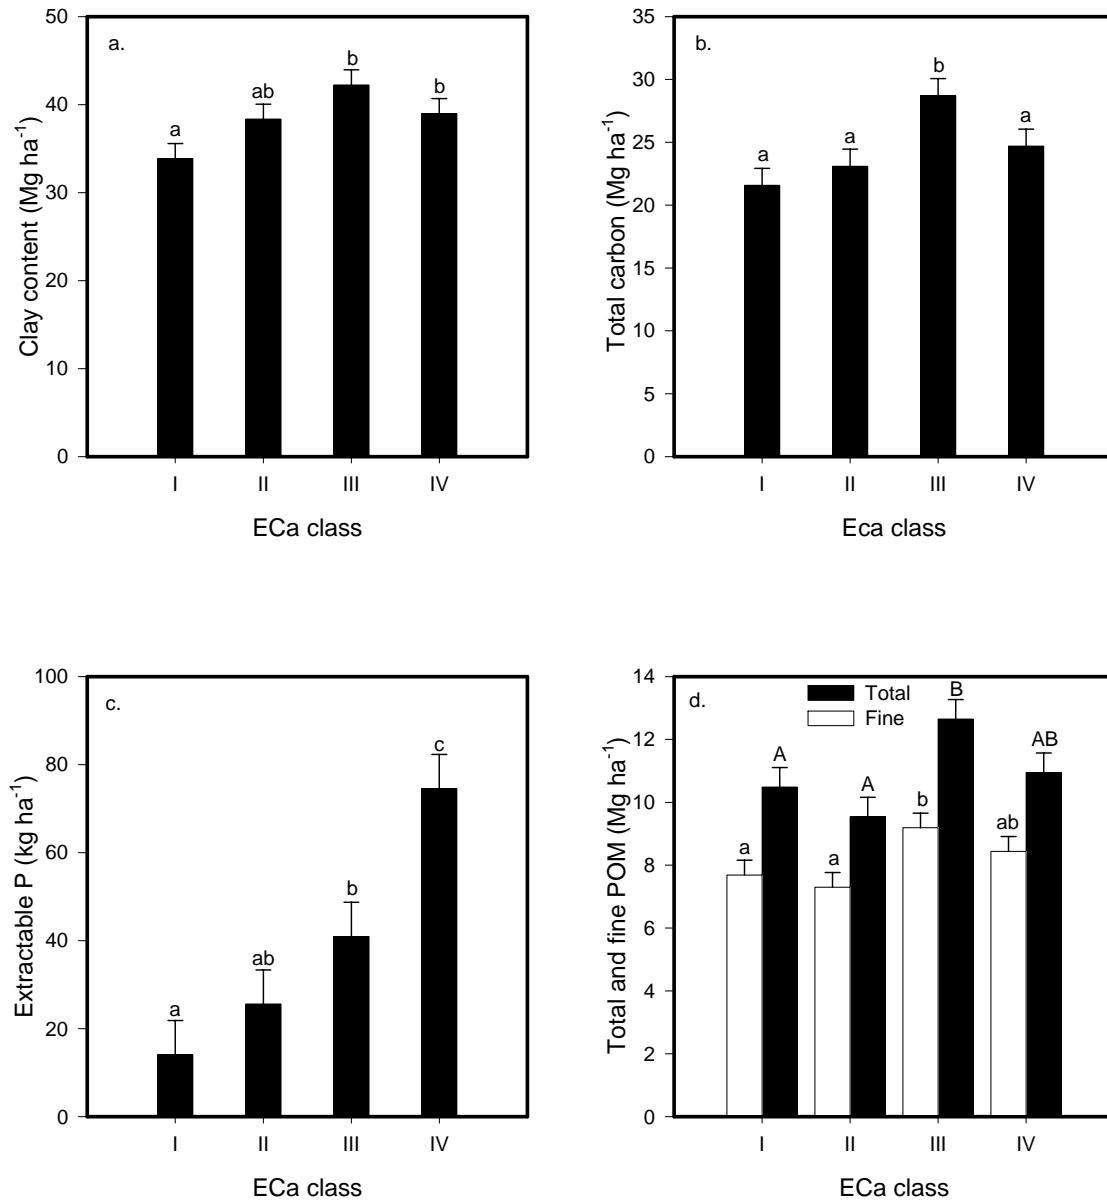 a.
Clay content (Mg ha⁻¹)
50
40
30
20
10
0
a
ab
b
b
I II III IV
ECa class
b.
Total carbon (Mg ha⁻¹)
35
30
25
20
15
10
5
0
a
a
b
a
I II III IV
Eca class
c.
Extractable P (kg ha⁻¹)
100
80
60
40
20
0
a
ab
b
c
I II III IV
ECa class
d.
Total
Fine
Total and fine POM (Mg ha⁻¹)
14
12
10
8
6
4
2
0
a
A
a
A
b
B
ab
AB
I II III IV
ECa class